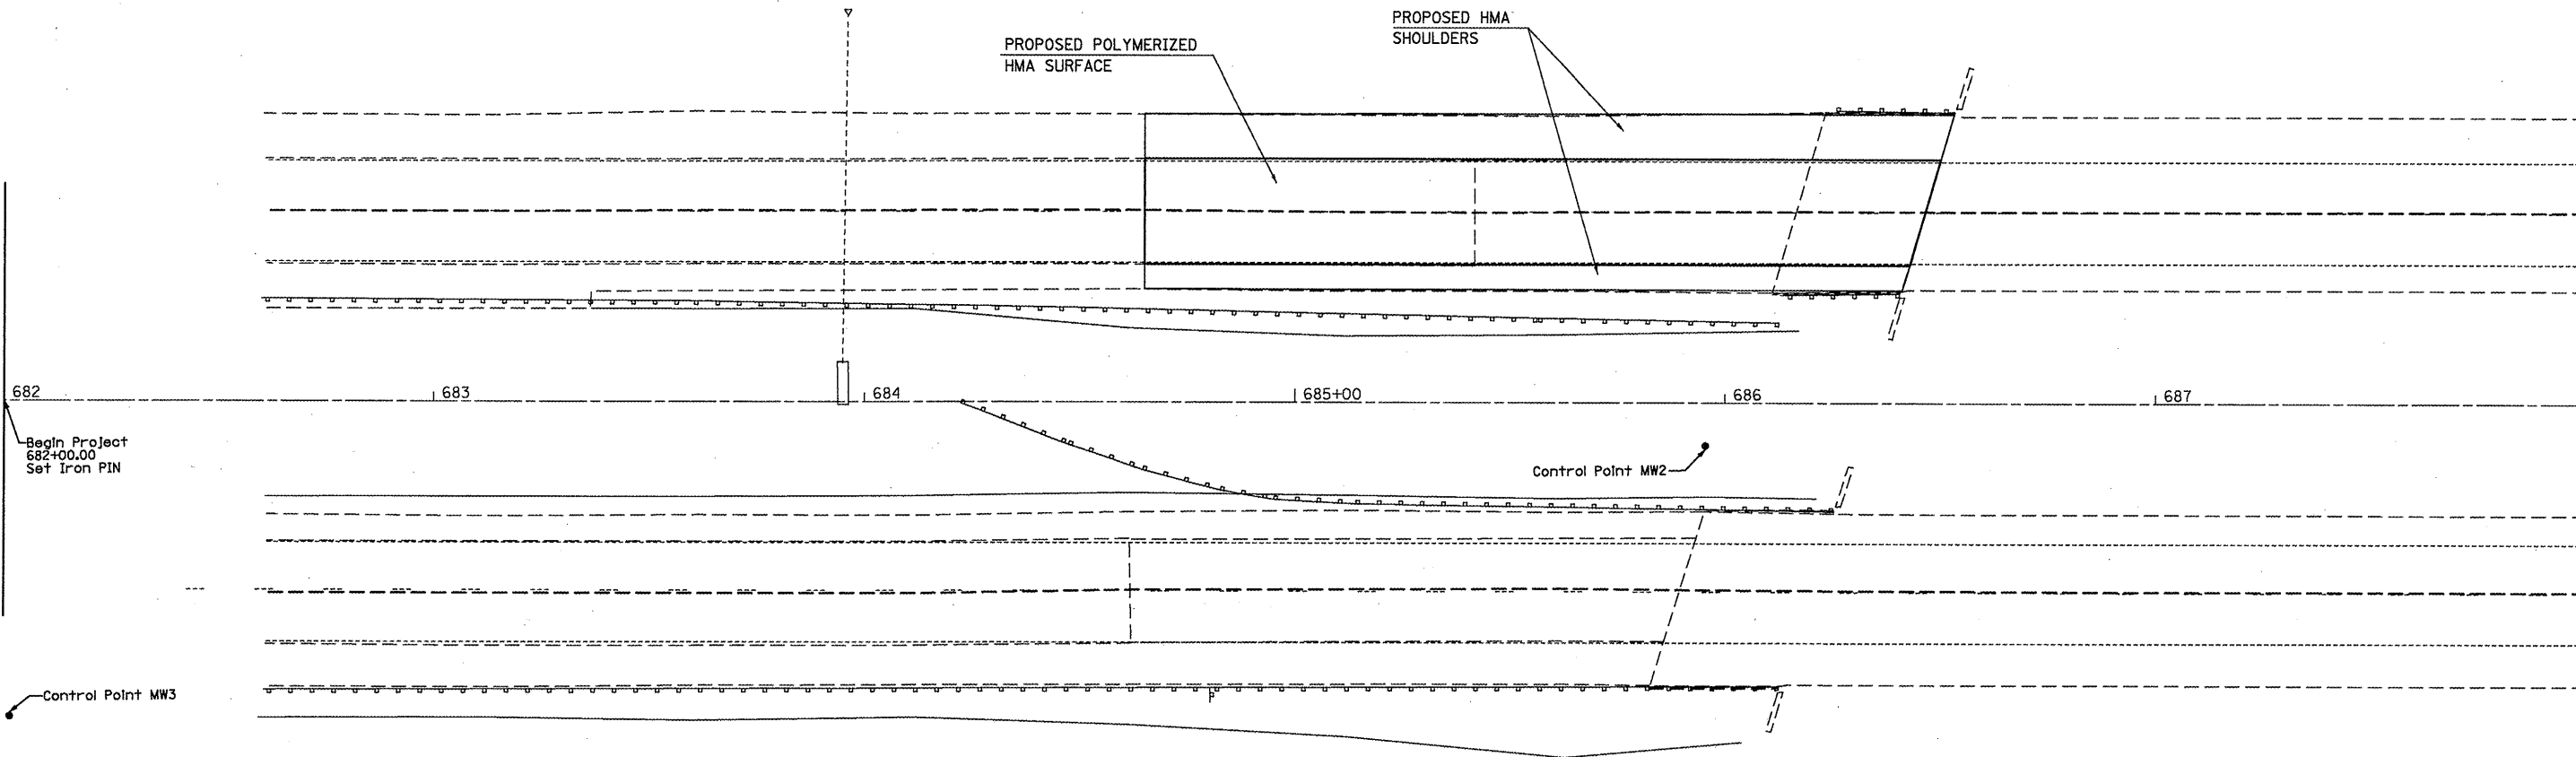 PROPOSED HMA
SHOULDERS
PROPOSED POLYMERIZED
HMA SURFACE
682
683
684
685+00
686
687
Begin Project
682+00.00
Set Iron PIN
Control Point MW2
Control Point MW3